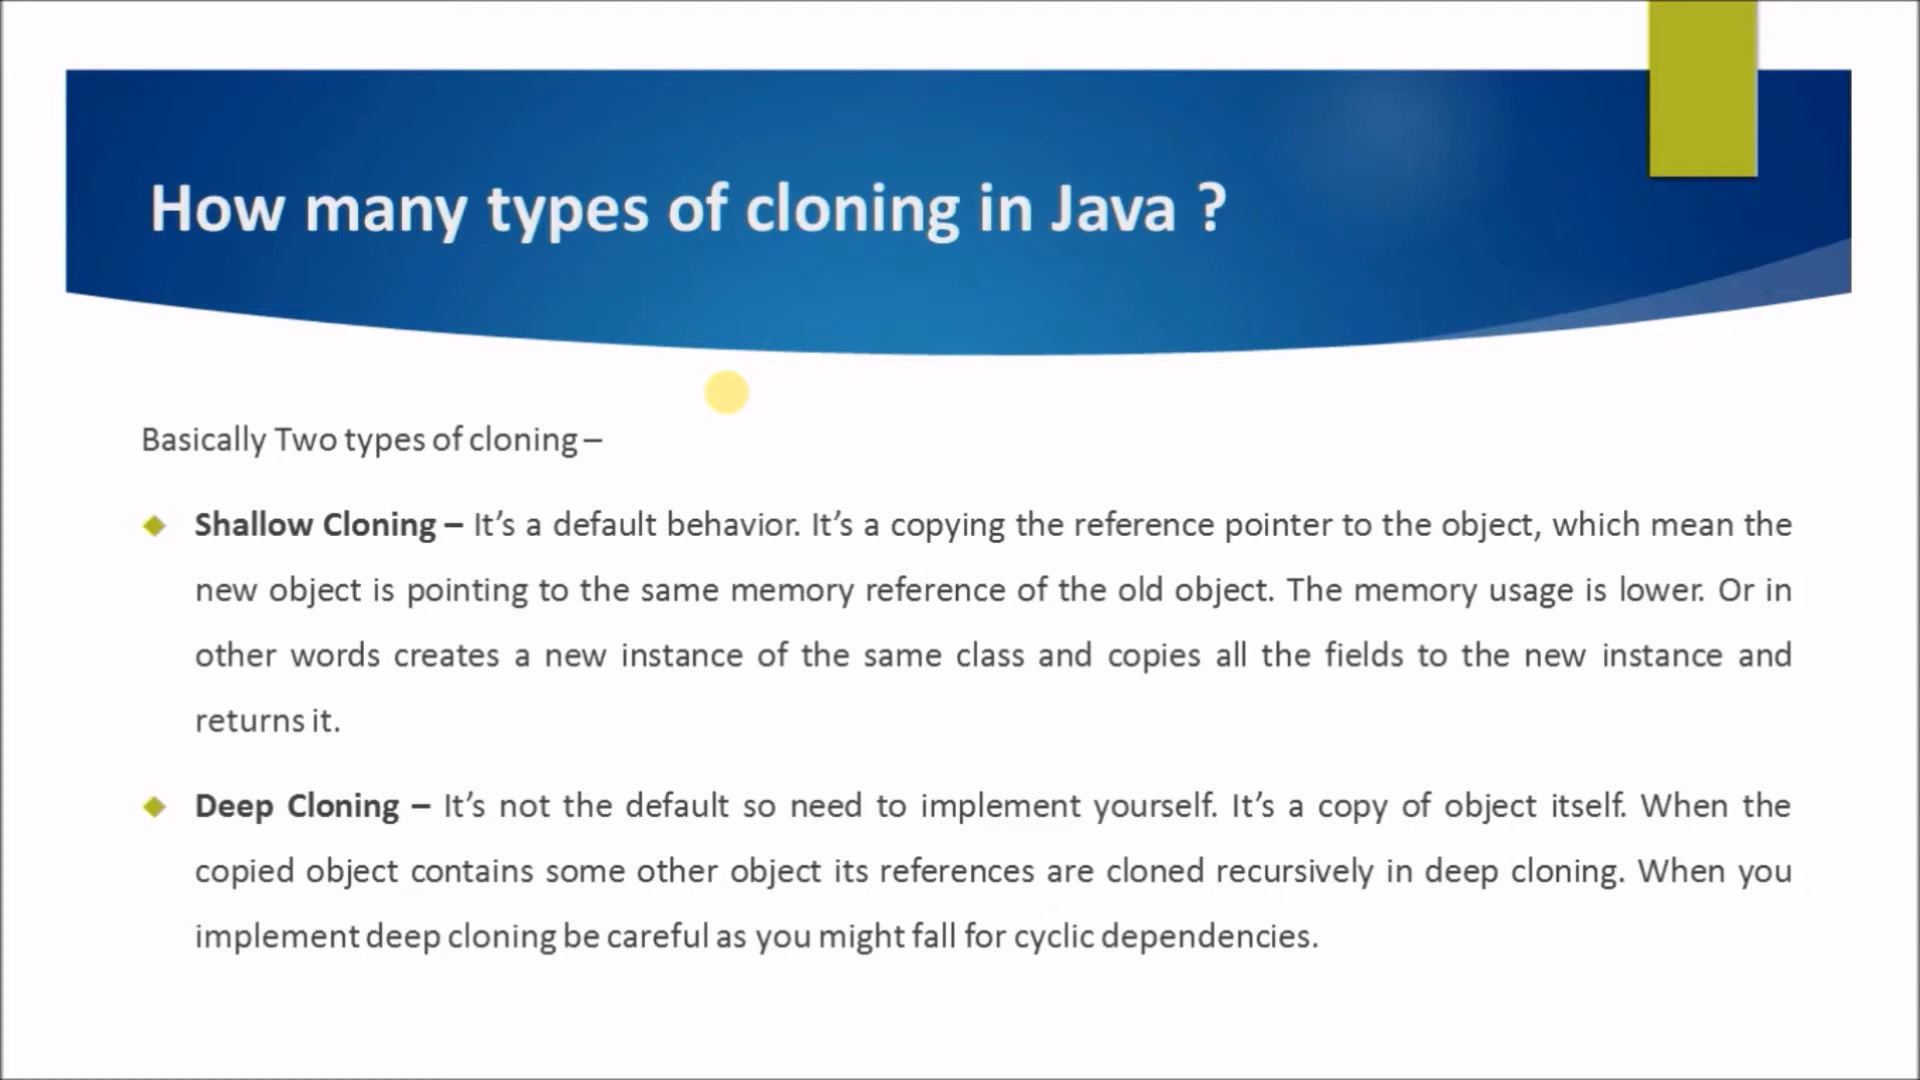 How many types of cloning in Java ?
Basically Two types of cloning –
Shallow Cloning – It’s a default behavior. It’s a copying the reference pointer to the object, which mean the
new object is pointing to the same memory reference of the old object. The memory usage is lower. Or in
other words creates a new instance of the same class and copies all the fields to the new instance and
returns it.
Deep Cloning – It’s not the default so need to implement yourself. It’s a copy of object itself. When the
copied object contains some other object its references are cloned recursively in deep cloning. When you
implement deep cloning be careful as you might fall for cyclic dependencies.